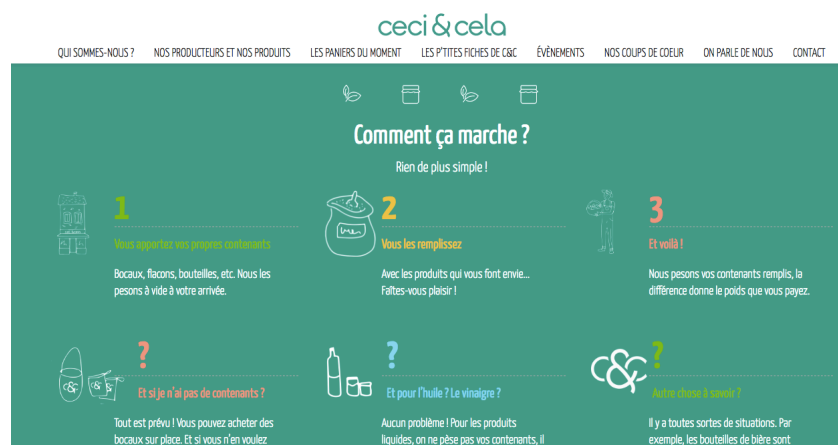 ceci & cela
QUI SOMMES-NOUS ? NOS PRODUCTEURS ET NOS PRODUITS LES PANIERS DU MOMENT LES P'TITES FICHES DE C&C ÉVÈNEMENTS NOS COUPS DE COEUR ON PARLE DE NOUS CONTACT
Comment ça marche ?
Rien de plus simple !
1
Vous apportez vos propres contenants
Bocaux, flacons, bouteilles, etc. Nous les
pesons à vide à votre arrivée.
2
Vous les remplissez
Avec les produits qui vous font envie...
Faîtes-vous plaisir !
3
Et voilà !
Nous pesons vos contenants remplis, la
différence donne le poids que vous payez.
?
Et si je n'ai pas de contenants ?
Tout est prévu ! Vous pouvez acheter des
bocaux sur place. Et si vous n'en voulez
?
Et pour l'huile ? Le vinaigre ?
Aucun problème ! Pour les produits
liquides, on ne pèse pas vos contenants, il
C&C
?
Autre chose à savoir ?
Il y a toutes sortes de situations. Par
exemple, les bouteilles de bière sont